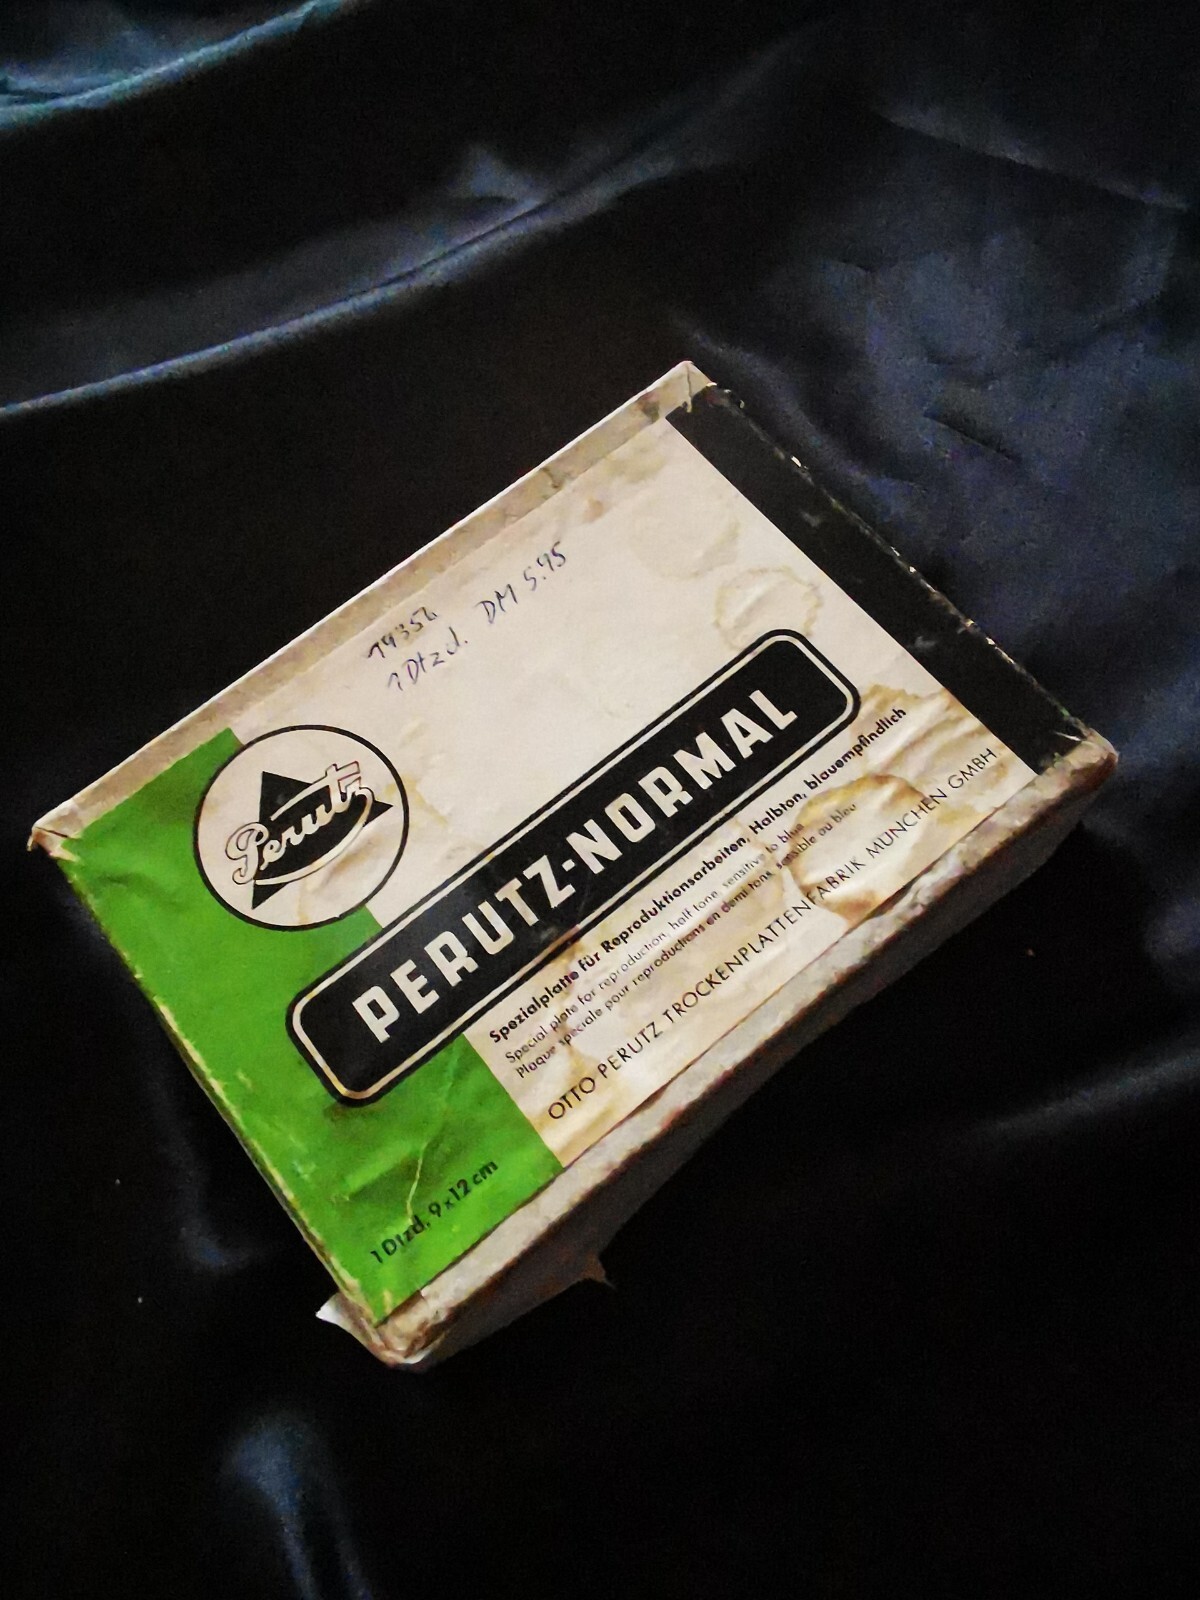 1 Dtzd. DM 5.95
Perutz
PERUTZ-NORMAL
Spezialplatte für Reproduktionsarbeiten, Halbton, blauempfindlich
Special plate for reproduction, half tone, sensitive to blue
Plaque spéciale pour reproductions en demi tons, sensible au bleu
OTTO PERUTZ TROCKENPLATTENFABRIK MÜNCHEN GMBH
1 Dtzd. 9x12 cm